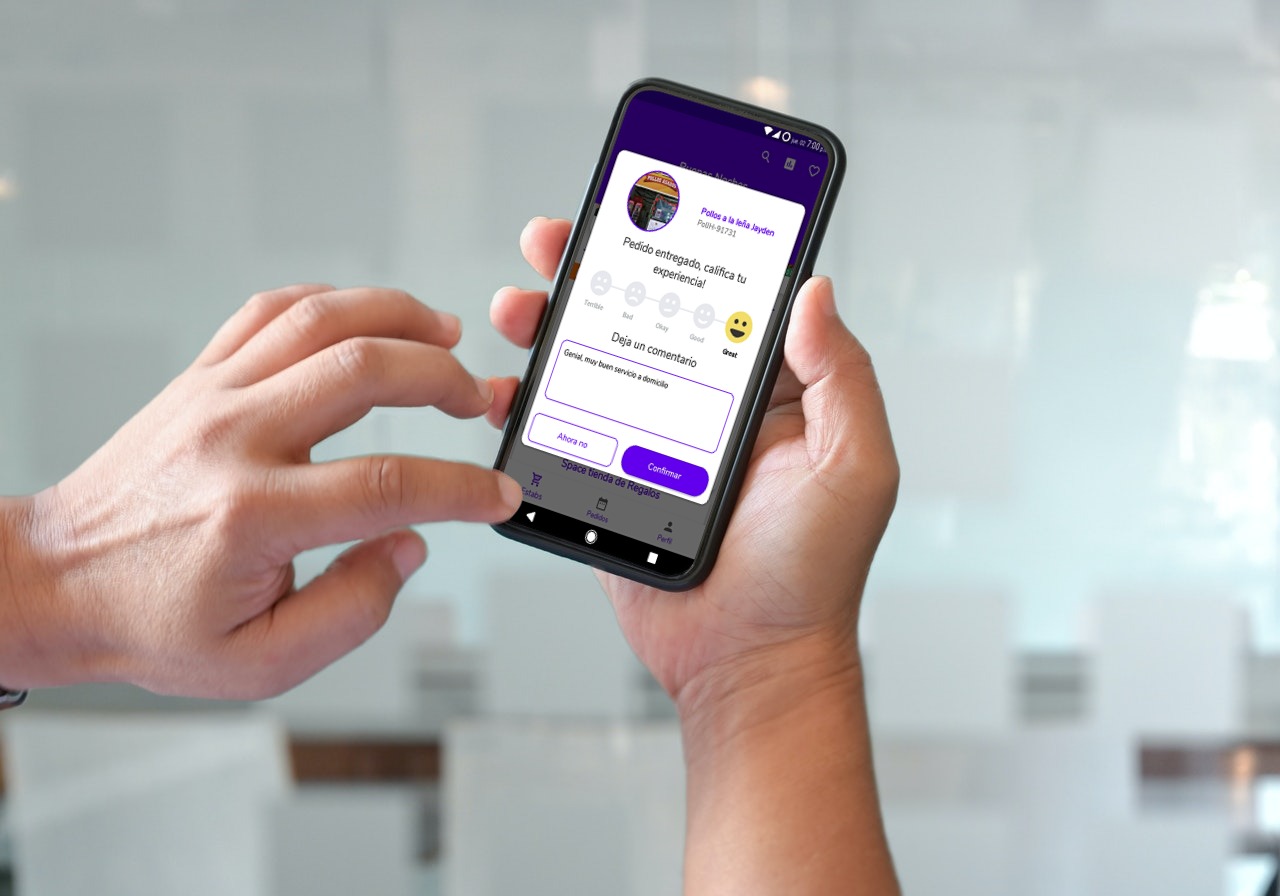 7:00
Buenas Noches
POLLOS ASADOS
Pollos a la leña Jayden
PollH-91731
Pedido entregado, califica tu
experiencia!
Terrible
Bad
Okay
Good
Great
Deja un comentario
Genial, muy buen servicio a domicilio
Ahora no
Confirmar
Space tienda de Regalos
Estabs
Pedidos
Perfil